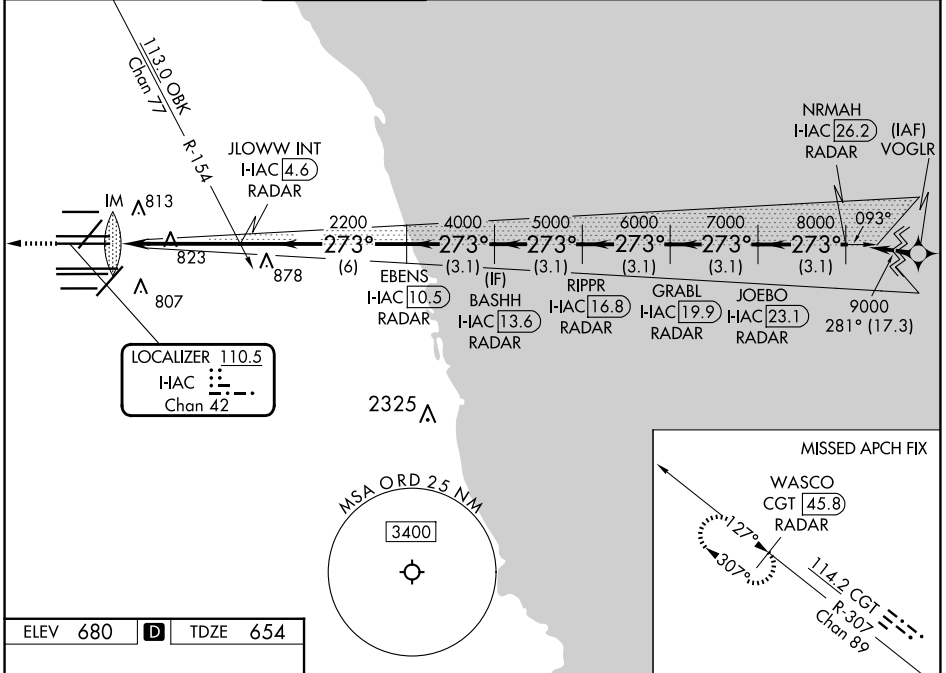 113.0 OBK
Chan 77
R-154
JLOWW INT
I-IAC 4.6
RADAR
NRMAH
I-IAC 26.2
RADAR
(IAF)
VOGLR
IM
813
823
878
807
2200
4000
5000
6000
7000
8000
093°
273°
273°
273°
273°
273°
273°
(6)
(3.1)
(3.1)
(3.1)
(3.1)
(3.1)
EBENS
I-IAC 10.5
RADAR
(IF)
BASHH
I-IAC 13.6
RADAR
RIPPR
I-IAC 16.8
RADAR
GRABL
I-IAC 19.9
RADAR
JOEBO
I-IAC 23.1
RADAR
9000
281° (17.3)
LOCALIZER 110.5
I-IAC
Chan 42
2325
MSA ORD 25 NM
3400
MISSED APCH FIX
WASCO
CGT 45.8
RADAR
127°
307°
114.2 CGT
R-307
Chan 89
ELEV 680 D TDZE 654